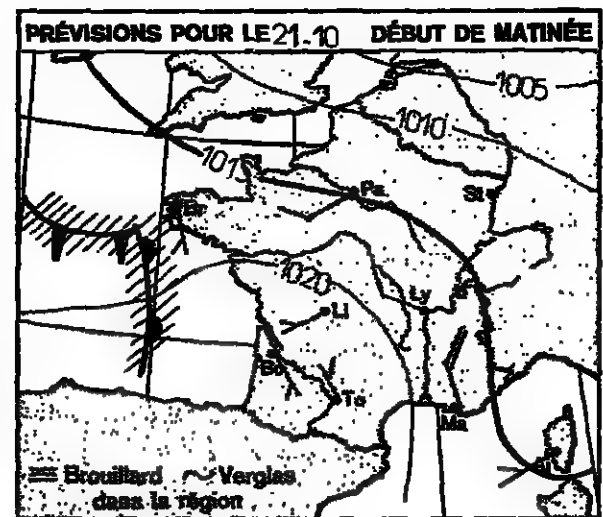 PRÉVISIONS POUR LE 21-10 DÉBUT DE MATINÉE
1005
1010
1015
Pa
St
Br
1020
Ly
Li
Bo
To
Ma
Brouillard Verglas
dans la région